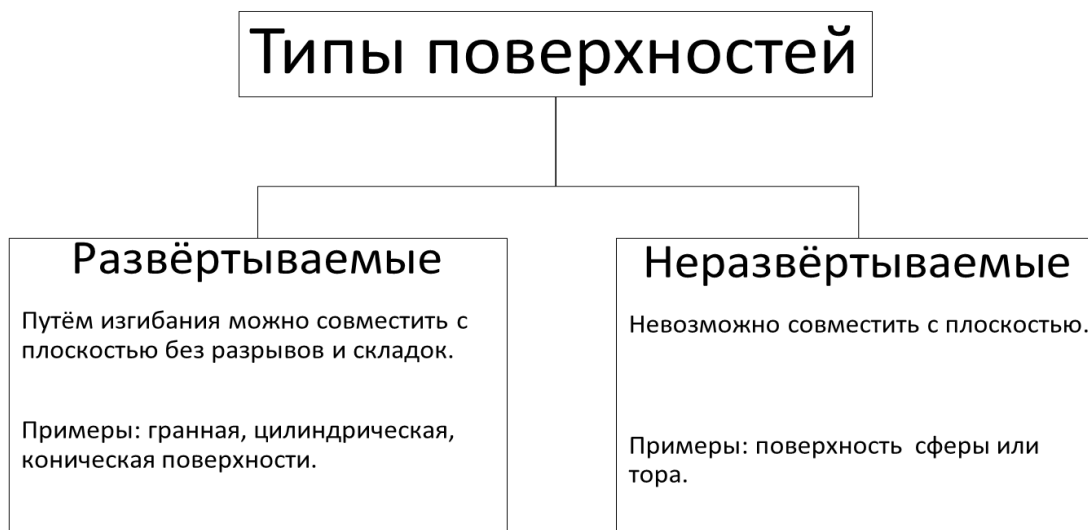 Типы поверхностей
Развёртываемые
Путём изгибания можно совместить с
плоскостью без разрывов и складок.
Примеры: гранная, цилиндрическая,
коническая поверхности.
Неразвёртываемые
Невозможно совместить с плоскостью.
Примеры: поверхность сферы или
тора.